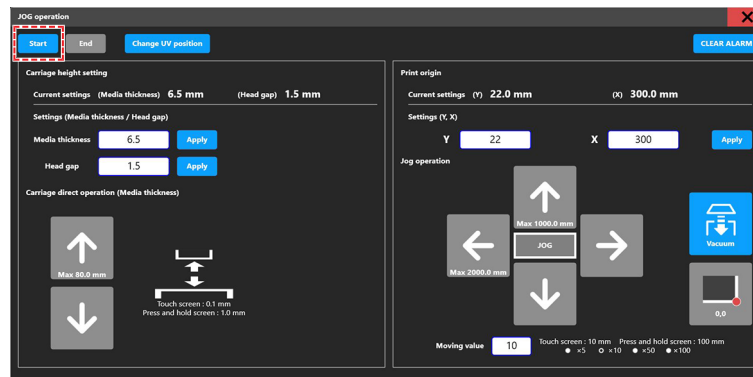 JOG operation
Start End Change UV position CLEAR ALARM
Carriage height setting
Current settings (Media thickness) 6.5 mm (Head gap) 1.5 mm
Settings (Media thickness / Head gap)
Media thickness 6.5 Apply
Head gap 1.5 Apply
Carriage direct operation (Media thickness)
Max 80.0 mm
Touch screen : 0.1 mm
Press and hold screen : 1.0 mm
Print origin
Current settings (Y) 22.0 mm (X) 300.0 mm
Settings (Y, X)
Y 22 X 300 Apply
Jog operation
Max 1000.0 mm
JOG
Max 2000.0 mm
Vacuum
0,0
Moving value 10 Touch screen : 10 mm Press and hold screen : 100 mm
×5 ×10 ×50 ×100